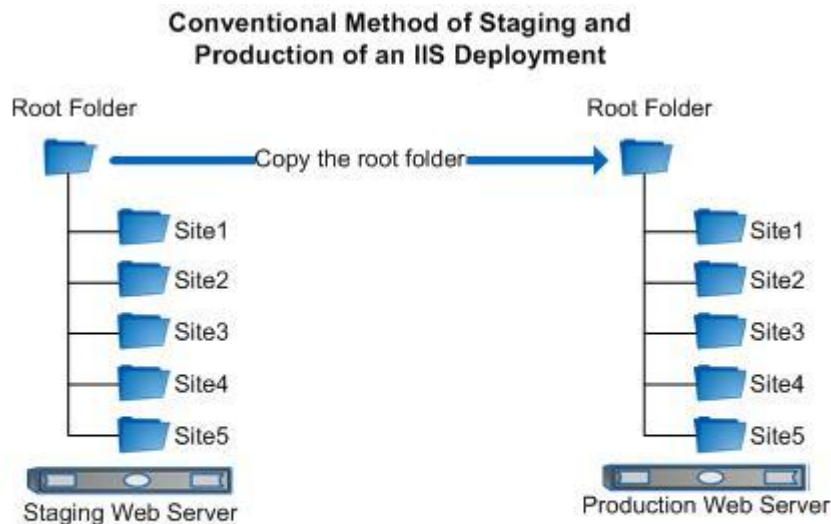 Conventional Method of Staging and
Production of an IIS Deployment
Root Folder
Root Folder
Copy the root folder
Site1
Site2
Site3
Site4
Site5
Site1
Site2
Site3
Site4
Site5
Staging Web Server
Production Web Server